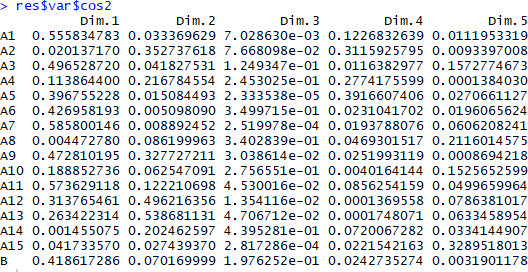 > res$var$cos2
Dim.1 Dim.2 Dim.3 Dim.4 Dim.5
A1 0.555834783 0.033369629 7.028630e-03 0.1226832639 0.0111953319
A2 0.020137170 0.352737618 7.668098e-02 0.3115925795 0.0093397008
A3 0.496528720 0.041827531 1.249347e-01 0.0116382977 0.1572774673
A4 0.113864400 0.216784554 2.453025e-01 0.2774175599 0.0001384030
A5 0.396755228 0.015084493 2.333538e-05 0.3916607406 0.0270661127
A6 0.426958193 0.005098090 3.499715e-01 0.0231041702 0.0196065624
A7 0.585800146 0.008892452 2.519978e-04 0.0193788076 0.0606208241
A8 0.004472780 0.086199963 3.402839e-01 0.0469301517 0.2116014575
A9 0.472810195 0.327727211 3.038614e-02 0.0251993119 0.0008694218
A10 0.188852736 0.062547091 2.756551e-01 0.0040164144 0.1525652599
A11 0.573629118 0.122210698 4.530016e-02 0.0856254159 0.0499659964
A12 0.313765461 0.496216356 1.354116e-02 0.0001369558 0.0786381017
A13 0.263422314 0.538681131 4.706712e-02 0.0001748071 0.0633458954
A14 0.001455075 0.202462597 4.395281e-01 0.0720067282 0.0334144907
A15 0.041733570 0.027439370 2.817286e-04 0.0221542163 0.3289518013
B 0.418617286 0.070169999 1.976252e-01 0.0242735274 0.0031901178